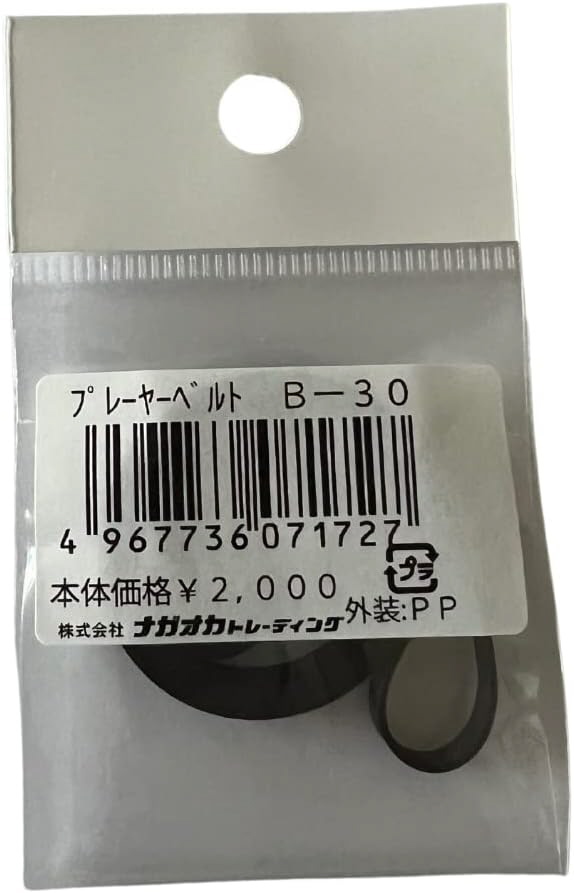 ﾌﾟﾚｰﾔｰﾍﾞﾙﾄ B－30
4 967736 071727
本体価格￥2,000
プラ
外装:PP
株式会社 ナガオカトレーディング